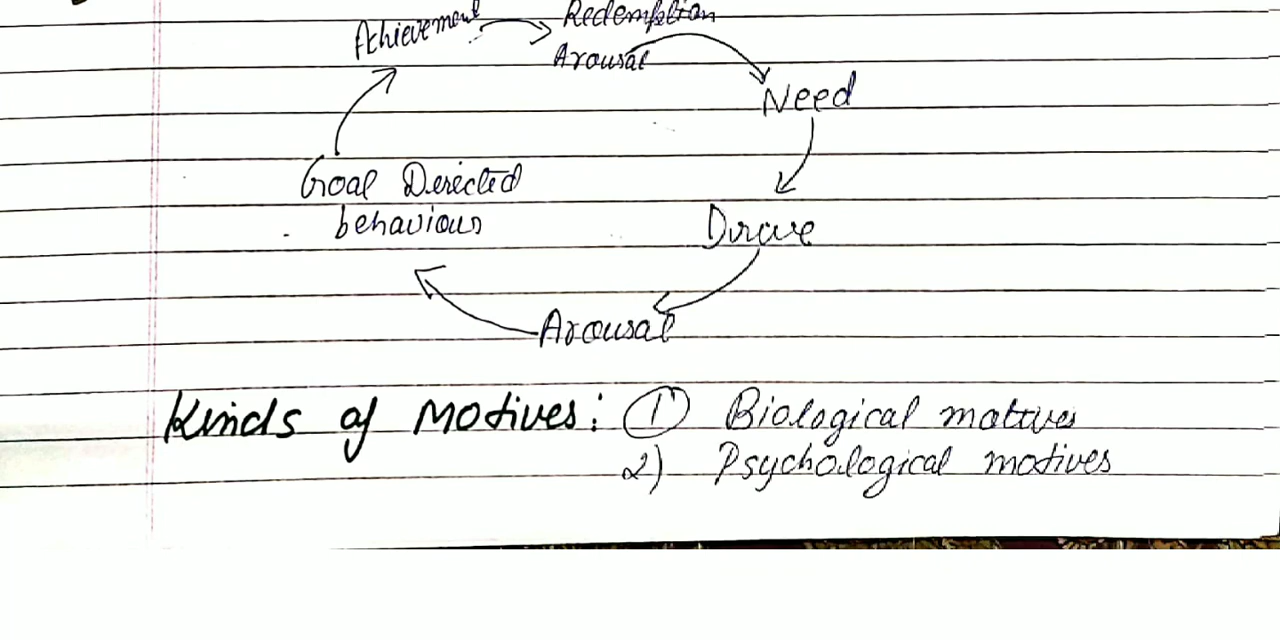 Achievement Redemption
Arousal
Need
Goal Derected
behaviour
Drive
Arousal
Kinds of Motives: 1) Biological motives
2) Psychological motives